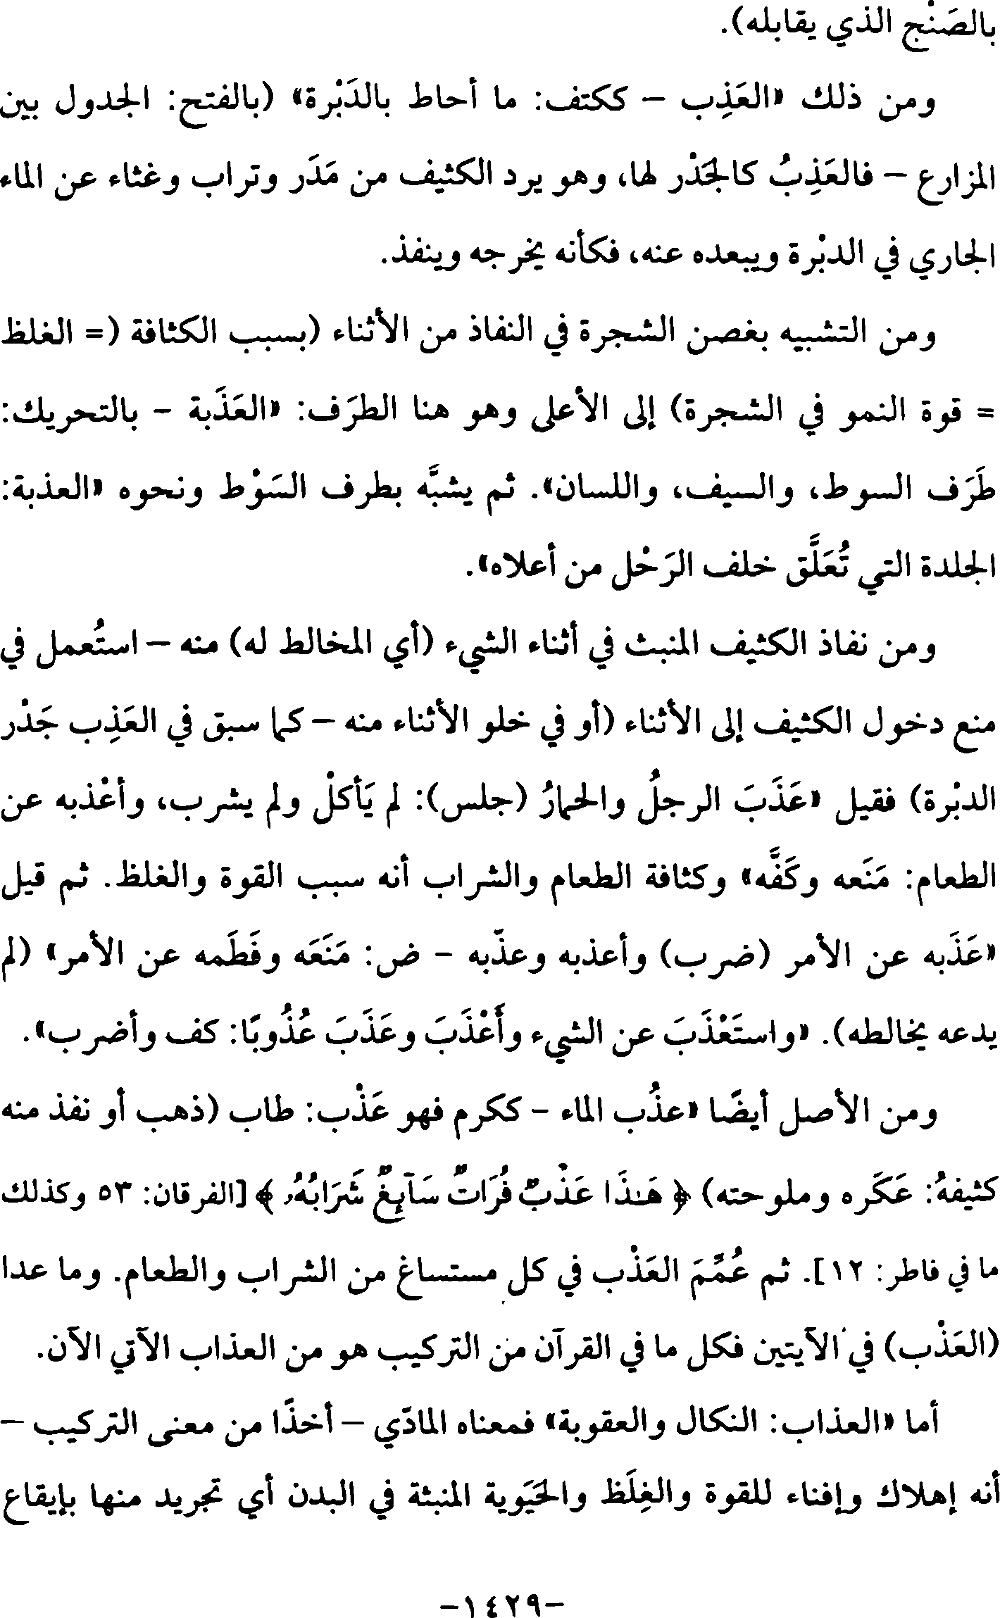 بالصَنْج الذي يقابله).
ومن ذلك «العَذِب – ككتف: ما أحاط بالدَبْرة» (بالفتح: الجدول بين
المزارع – فالعَذِبُ كالجَدْر لها، وهو يرد الكثيف من مَدَر وتراب وغثاء عن الماء
الجاري في الدبْرة ويبعده عنه، فكأنه يخرجه وينفذ.
ومن التشبيه بغصن الشجرة في النفاذ من الأثناء (بسبب الكثافة (= الغلظ
= قوة النمو في الشجرة) إلى الأعلى وهو هنا الطرَف: «العَذَبة – بالتحريك:
طَرَف السوط، والسيف، واللسان». ثم يشبَّه بطرف السَوْط ونحوه «العذبة:
الجلدة التي تُعَلَّق خلف الرَحْل من أعلاه».
ومن نفاذ الكثيف المنبث في أثناء الشيء (أي المخالط له) منه – استُعمل في
منع دخول الكثيف إلى الأثناء (أو في خلو الأثناء منه – كما سبق في العَذِب جَدْر
الدبْرة) فقيل «عَذَبَ الرجلُ والحمارُ (جلس): لم يَأكلْ ولم يشرب، وأعْذبه عن
الطعام: مَنَعه وكَفَّه» وكثافة الطعام والشراب أنه سبب القوة والغلظ. ثم قيل
«عَذَبه عن الأمر (ضرب) وأعذبه وعذّبه – ض: مَنَعَه وفَطَمه عن الأمر» (لم
يدعه يخالطه). «واستَعْذَبَ عن الشيء وأَعْذَبَ وعَذَبَ عُذُوبًا: كف وأضرب».
ومن الأصل أيضًا «عذُب الماء – ككرم فهو عَذْب: طاب (ذهب أو نفذ منه
كثيفهُ: عَكَره وملوحته) ﴿ هَٰذَا عَذْبٌ فُرَاتٌ سَآئِغٌ شَرَابُهُۥ ﴾ [الفرقان: ٥٣ وكذلك
ما في فاطر: ١٢]. ثم عُمِّمَ العَذْب في كل مستساغ من الشراب والطعام. وما عدا
(العَذْب) في الآيتين فكل ما في القرآن من التركيب هو من العذاب الآتي الآن.
أما «العذاب: النكال والعقوبة» فمعناه المادّي – أخذًا من معنى التركيب –
أنه إهلاك وإفناء للقوة والغِلَظ والحَيَوية المنبثة في البدن أي تجريد منها بإيقاع
-١٤٢٩-